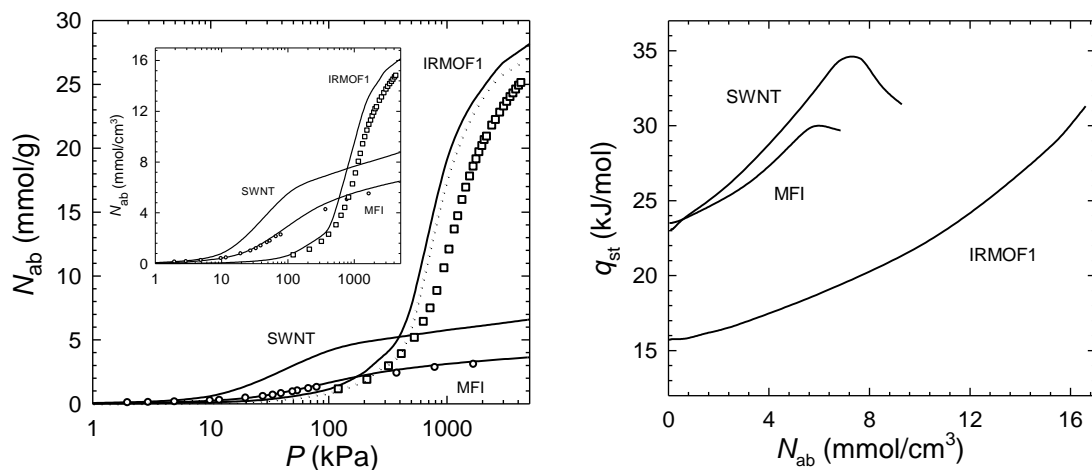 30
25
20
15
10
5
0
N_ab (mmol/g)
1 10 100 1000
P (kPa)
IRMOF1
SWNT
MFI
16
12
8
4
0
N_ab (mmol/cm3)
1 10 100 1000
IRMOF1
SWNT
MFI
35
30
25
20
15
q_st (kJ/mol)
0 4 8 12 16
N_ab (mmol/cm³)
SWNT
MFI
IRMOF1